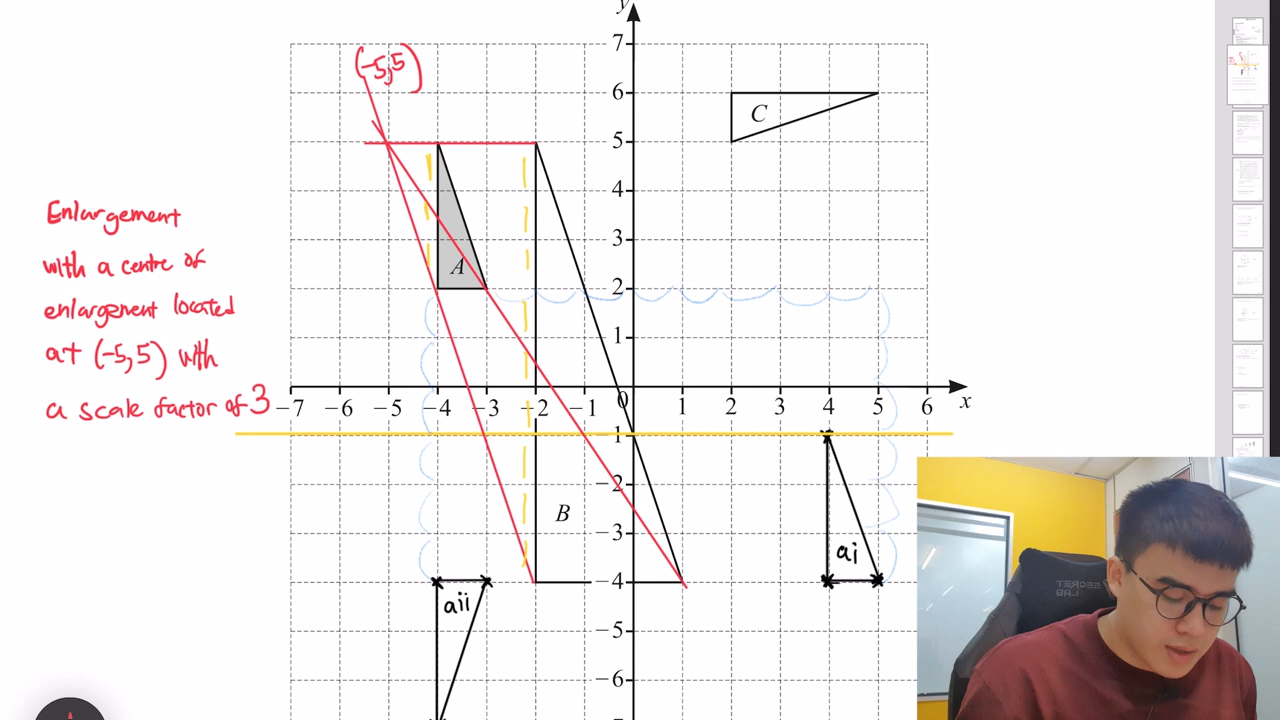 y
(-5,5)
7
6
C
5
4
Enlargement
3
with a centre of
A
2
enlargement located
1
at (-5,5) with
a scale factor of 3
−7 −6 −5 −4 −3 −2 −1 0 1 2 3 4 5 6 x
1
−2
B
−3
ai
−4
aii
−5
−6
SECRET
LAB